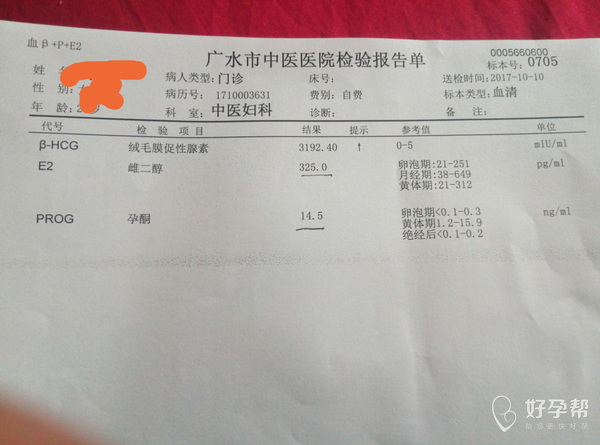 血β+P+E2
0005660600
广水市中医医院检验报告单
标本号: 0705
姓
病人类型: 门诊
床号:
送检时间: 2017-10-10
性 别:
病历号: 1710003631
费别: 自费
标本类型: 血清
年 龄:
科 室: 中医妇科
诊断:
备 注:
代号 检 验 项 目 结果 提示 参考值 单位
β-HCG 绒毛膜促性腺素 3192.40 ↑ 0-5 mIU/ml
E2 雌二醇 325.0 卵泡期:21-251 pg/ml
月经期:38-649
黄体期:21-312
PROG 孕酮 14.5 卵泡期<0.1-0.3 ng/ml
黄体期1.2-15.9
绝经后<0.1-0.2
好孕帮